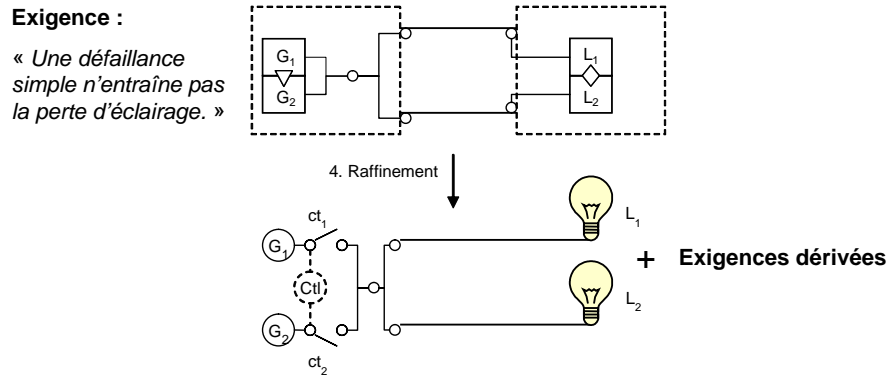 Exigence :
« Une défaillance
simple n’entraîne pas
la perte d’éclairage. »
G1
G2
L1
L2
4. Raffinement
ct1
G1
Ctl
G2
ct2
L1
L2
+ Exigences dérivées